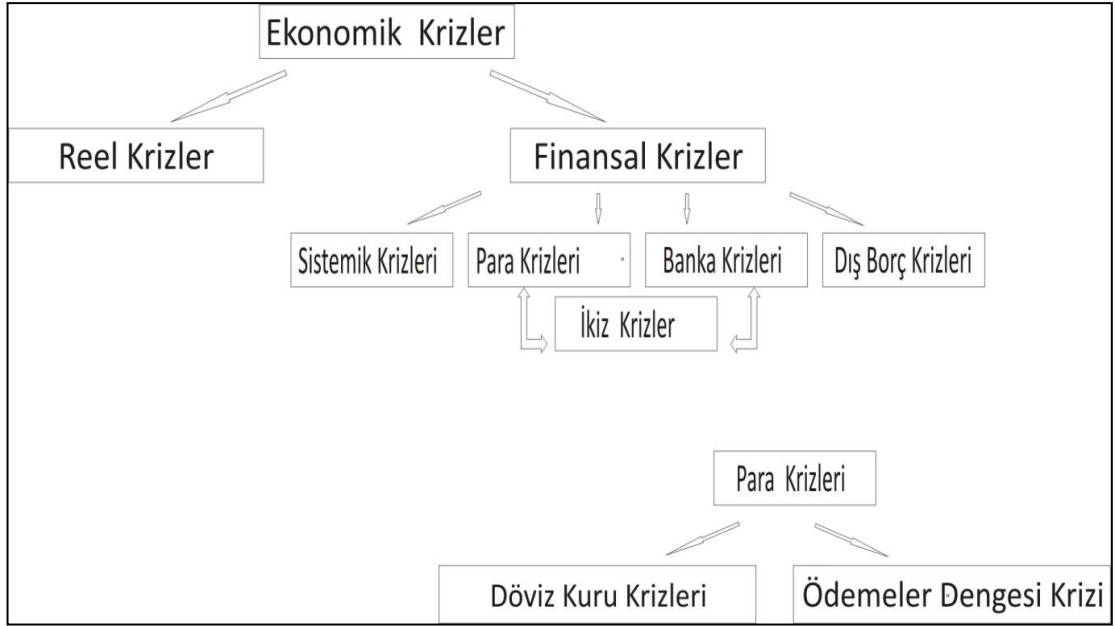 Ekonomik Krizler
Reel Krizler
Finansal Krizler
Sistemik Krizleri
Para Krizleri
Banka Krizleri
Dış Borç Krizleri
İkiz Krizler
Para Krizleri
Döviz Kuru Krizleri
Ödemeler Dengesi Krizi